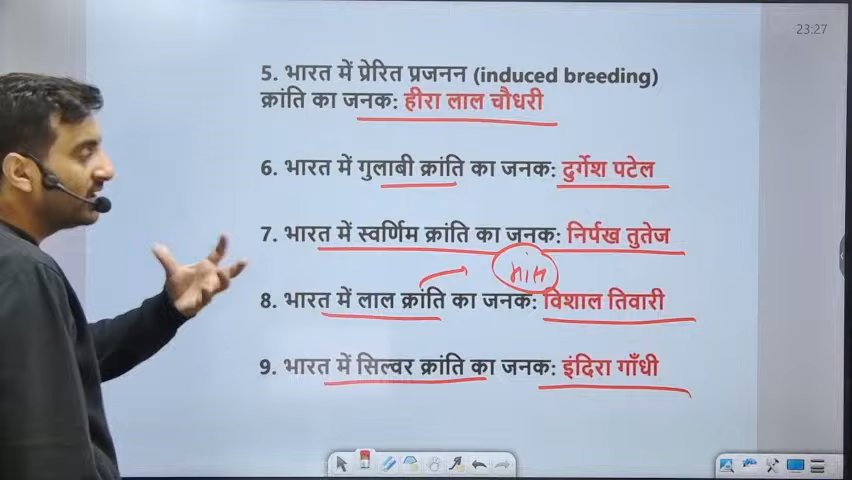 23:27
5. भारत में प्रेरित प्रजनन (induced breeding)
क्रांति का जनक: हीरा लाल चौधरी
6. भारत में गुलाबी क्रांति का जनक: दुर्गेश पटेल
7. भारत में स्वर्णिम क्रांति का जनक: निर्पख तुतेज
मांस
8. भारत में लाल क्रांति का जनक: विशाल तिवारी
9. भारत में सिल्वर क्रांति का जनक: इंदिरा गाँधी